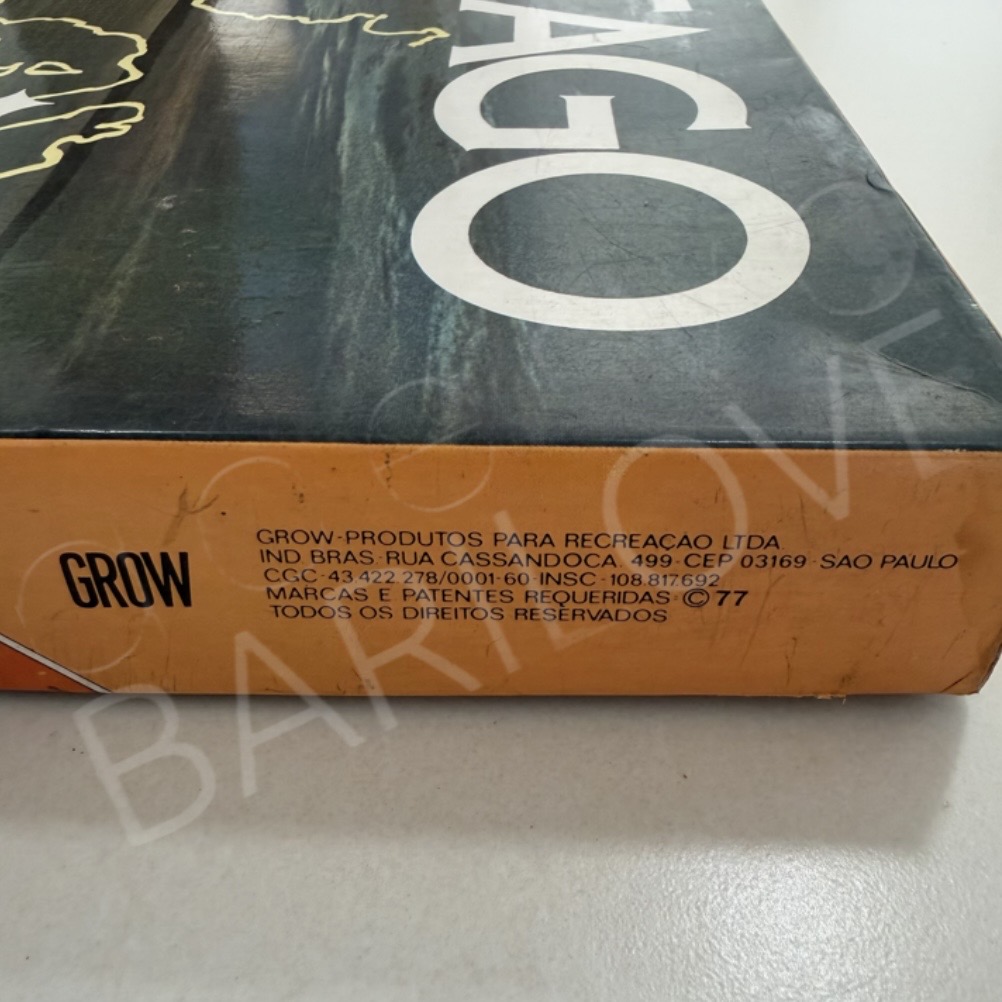 AGO
GROW
GROW-PRODUTOS PARA RECREAÇAO LTDA
IND BRAS-RUA CASSANDOCA 499-CEP 03169-SAO PAULO
CGC-43.422.278/0001-60-INSC-108.817.692
MARCAS E PATENTES REQUERIDAS-©77
TODOS OS DIREITOS RESERVADOS
BARILOVE